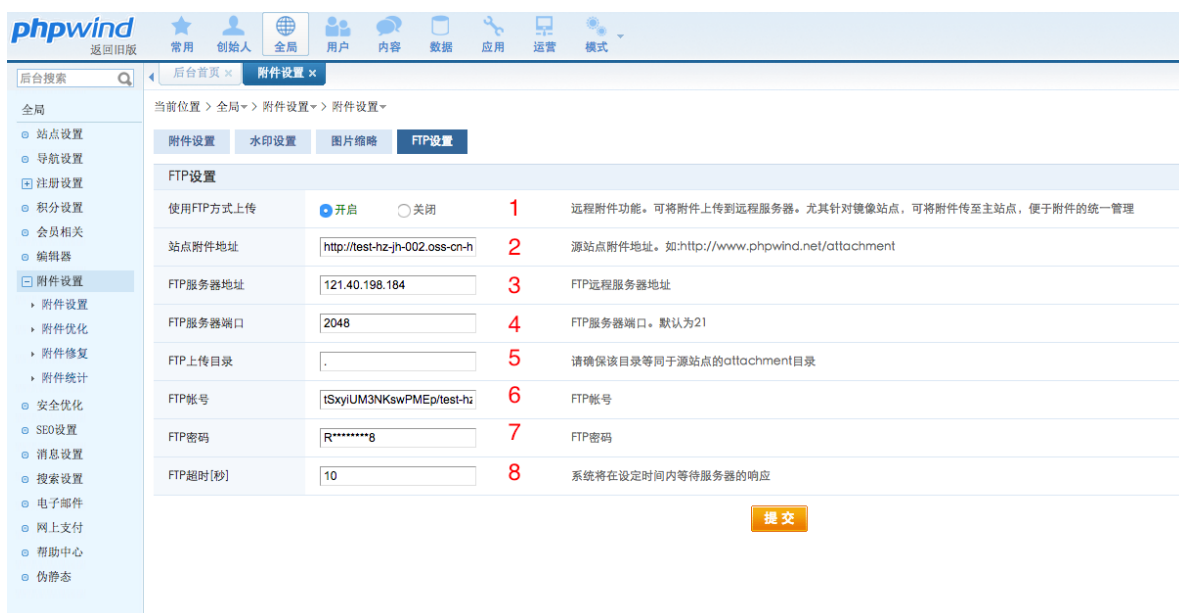 phpwind
返回旧版
常用 创始人 全局 用户 内容 数据 应用 运营 模式
后台搜索
后台首页 × 附件设置 ×
全局
站点设置
导航设置
注册设置
积分设置
会员相关
编辑器
附件设置
附件设置
附件优化
附件修复
附件统计
安全优化
SEO设置
消息设置
搜索设置
电子邮件
网上支付
帮助中心
伪静态
当前位置 > 全局 > 附件设置 > 附件设置
附件设置 水印设置 图片缩略 FTP设置
FTP设置
使用FTP方式上传 开启 关闭 1 远程附件功能。可将附件上传到远程服务器。尤其针对镜像站点，可将附件传至主站点，便于附件的统一管理
站点附件地址 http://test-hz-jh-002.oss-cn-h 2 源站点附件地址。如:http://www.phpwind.net/attachment
FTP服务器地址 121.40.198.184 3 FTP远程服务器地址
FTP服务器端口 2048 4 FTP服务器端口。默认为21
FTP上传目录 . 5 请确保该目录等同于源站点的attachment目录
FTP帐号 tSxyiUM3NKswPMEp/test-hz 6 FTP帐号
FTP密码 R********8 7 FTP密码
FTP超时[秒] 10 8 系统将在设定时间内等待服务器的响应
提 交